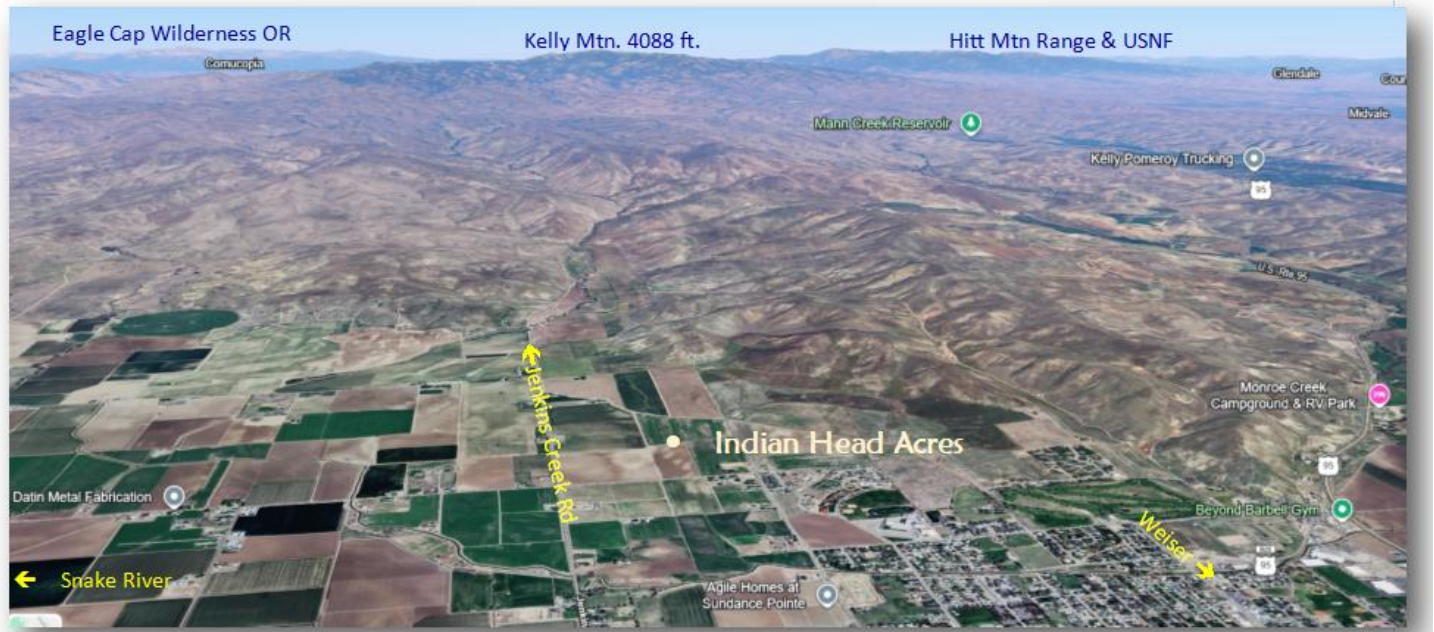 Eagle Cap Wilderness OR
Kelly Mtn. 4088 ft.
Hitt Mtn Range & USNF
Cornucopia
Glendale
Cour
Midvale
Mann Creek Reservoir
Kelly Pomeroy Trucking
95
U.S. Rte 95
Jenkins Creek Rd
Monroe Creek
Campground & RV Park
Indian Head Acres
95
Datin Metal Fabrication
Beyond Barbell Gym
Weiser
95
Snake River
Agile Homes at
Sundance Pointe